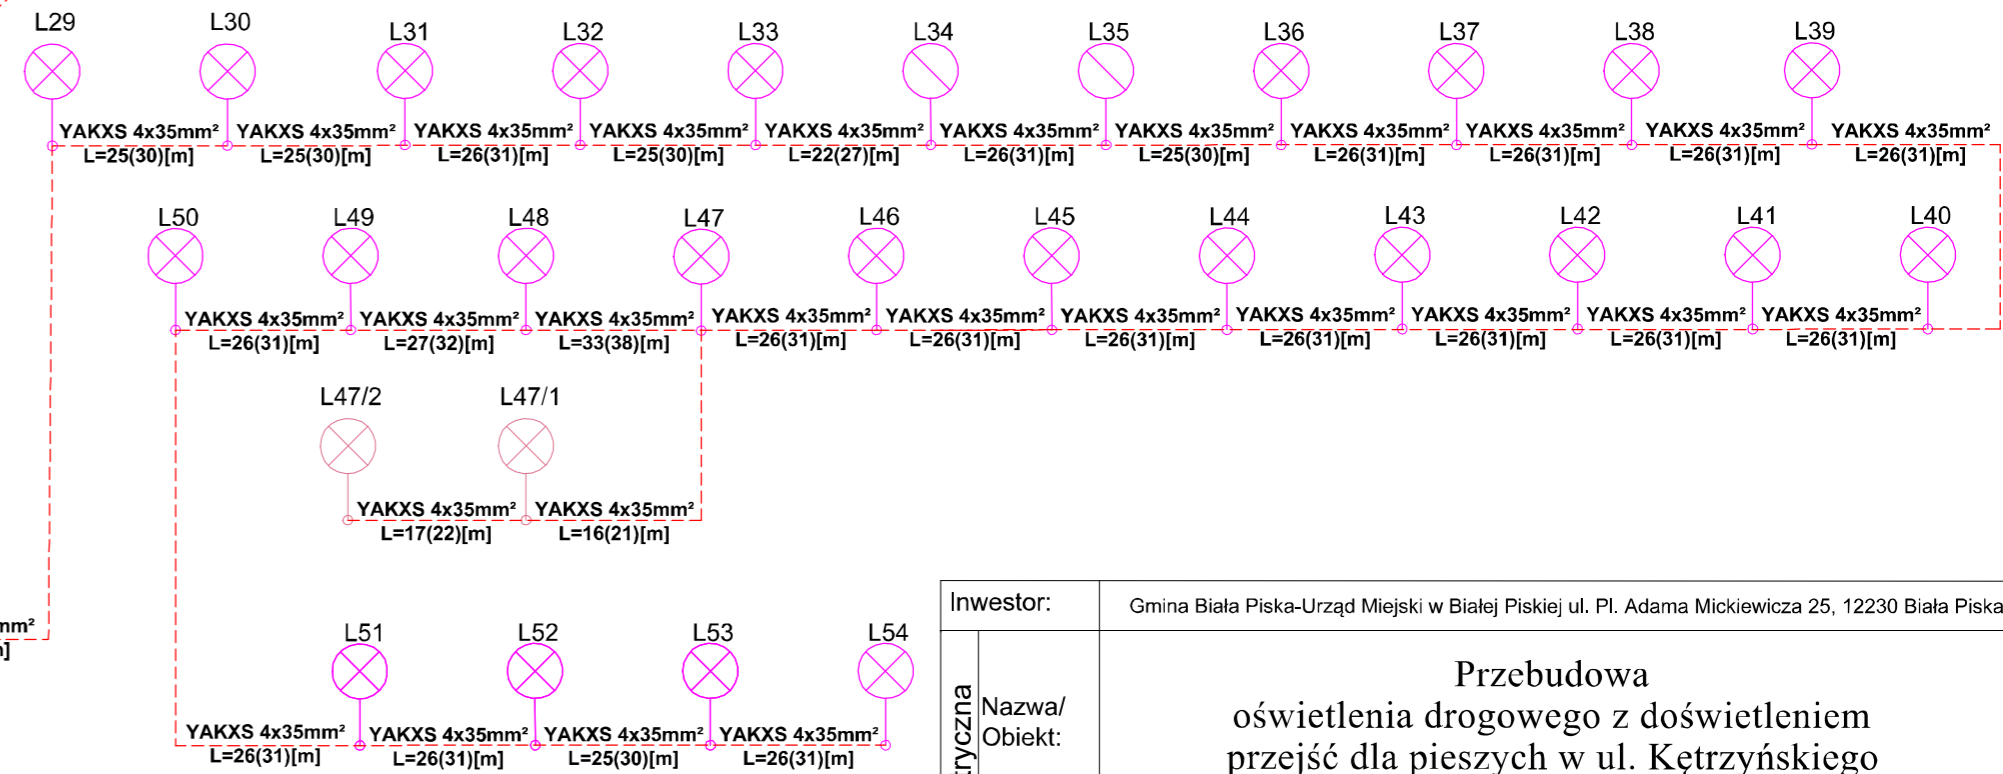 L29 L30 L31 L32 L33 L34 L35 L36 L37 L38 L39
YAKXS 4x35mm² YAKXS 4x35mm² YAKXS 4x35mm² YAKXS 4x35mm² YAKXS 4x35mm² YAKXS 4x35mm² YAKXS 4x35mm² YAKXS 4x35mm² YAKXS 4x35mm² YAKXS 4x35mm² YAKXS 4x35mm²
L=25(30)[m] L=25(30)[m] L=26(31)[m] L=25(30)[m] L=22(27)[m] L=26(31)[m] L=25(30)[m] L=26(31)[m] L=26(31)[m] L=26(31)[m] L=26(31)[m]
L50 L49 L48 L47 L46 L45 L44 L43 L42 L41 L40
YAKXS 4x35mm² YAKXS 4x35mm² YAKXS 4x35mm² YAKXS 4x35mm² YAKXS 4x35mm² YAKXS 4x35mm² YAKXS 4x35mm² YAKXS 4x35mm² YAKXS 4x35mm² YAKXS 4x35mm²
L=26(31)[m] L=27(32)[m] L=33(38)[m] L=26(31)[m] L=26(31)[m] L=26(31)[m] L=26(31)[m] L=26(31)[m] L=26(31)[m] L=26(31)[m]
L47/2 L47/1
YAKXS 4x35mm² YAKXS 4x35mm²
L=17(22)[m] L=16(21)[m]
mm²
m]
L51 L52 L53 L54
YAKXS 4x35mm² YAKXS 4x35mm² YAKXS 4x35mm² YAKXS 4x35mm²
L=26(31)[m] L=26(31)[m] L=25(30)[m] L=26(31)[m]
Inwestor: Gmina Biała Piska-Urząd Miejski w Białej Piskiej ul. Pl. Adama Mickiewicza 25, 12230 Biała Piska
tryczna
Nazwa/
Obiekt:
Przebudowa
oświetlenia drogowego z doświetleniem
przejść dla pieszych w ul. Kętrzyńskiego